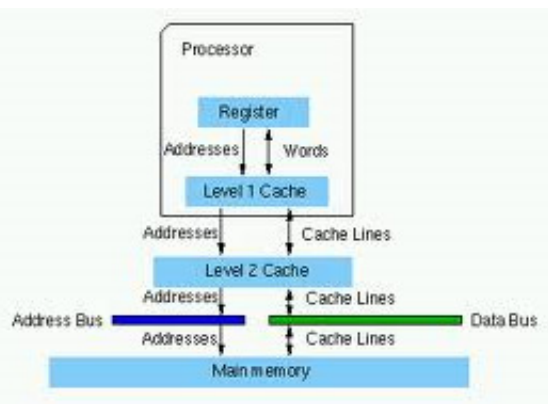 Processor
Register
Addresses Words
Level 1 Cache
Addresses Cache Lines
Level 2 Cache
Addresses Cache Lines
Address Bus Data Bus
Addresses Cache Lines
Main memory